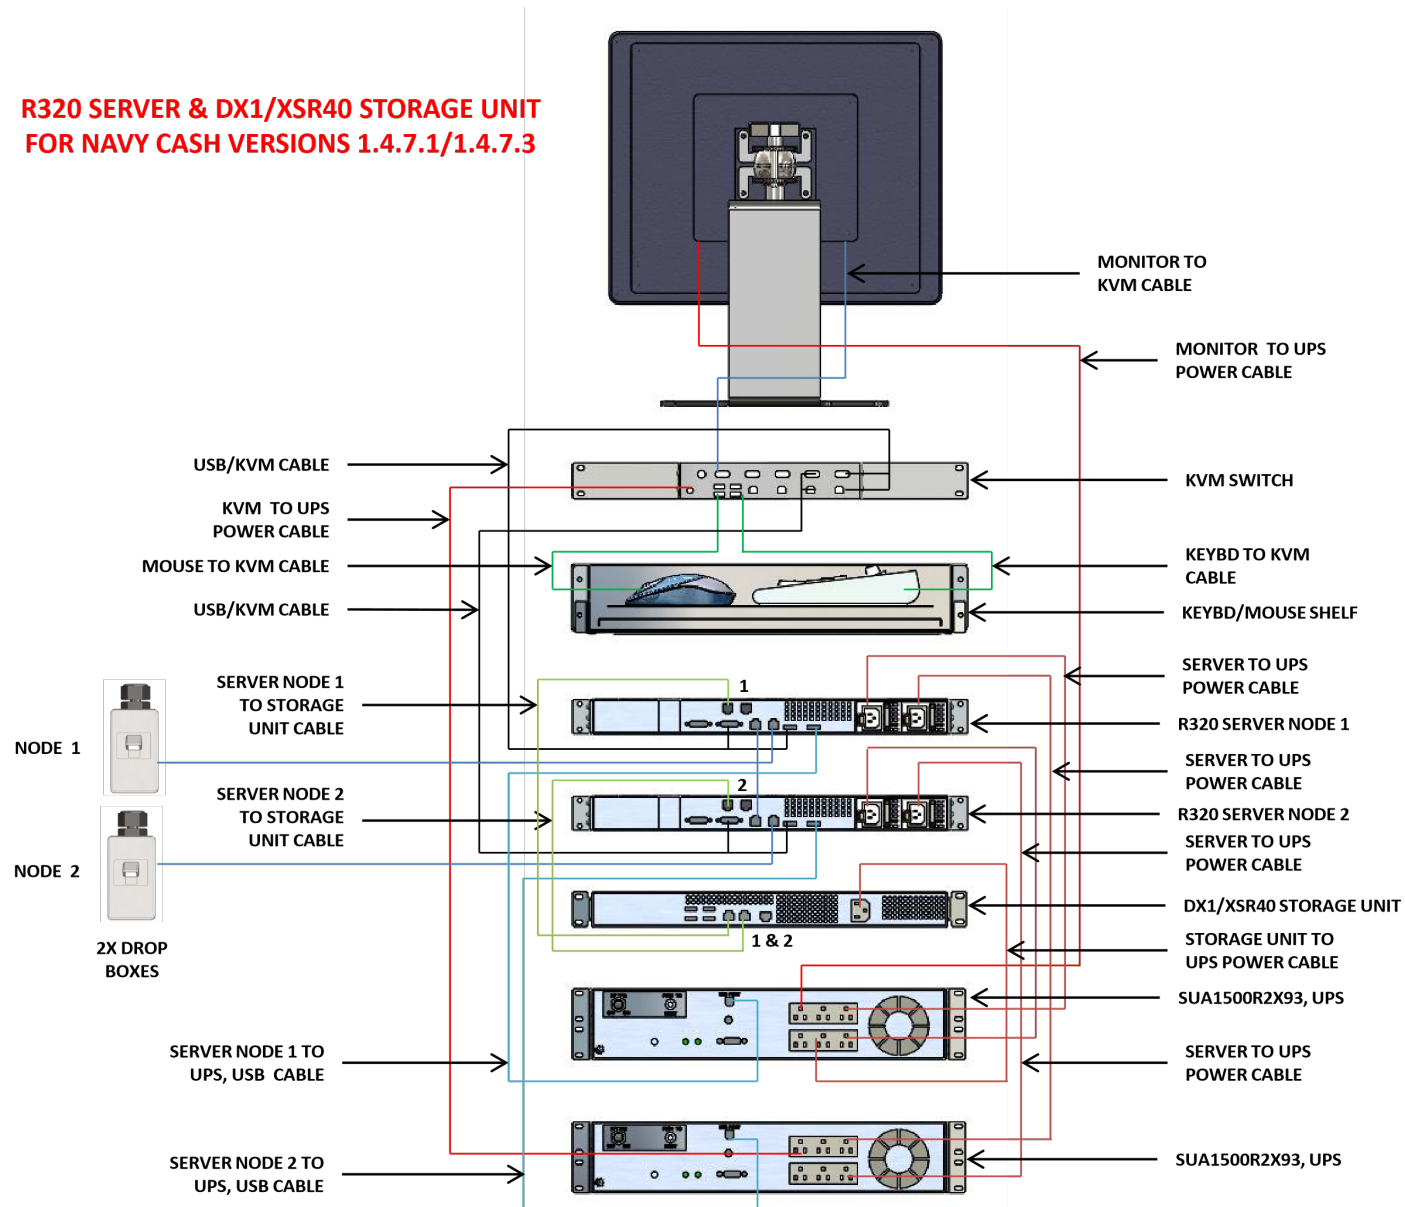 R320 SERVER & DX1/XSR40 STORAGE UNIT
FOR NAVY CASH VERSIONS 1.4.7.1/1.4.7.3
MONITOR TO
KVM CABLE
MONITOR TO UPS
POWER CABLE
USB/KVM CABLE
KVM SWITCH
KVM TO UPS
POWER CABLE
MOUSE TO KVM CABLE
KEYBD TO KVM
CABLE
USB/KVM CABLE
KEYBD/MOUSE SHELF
SERVER NODE 1
TO STORAGE
UNIT CABLE
1
SERVER TO UPS
POWER CABLE
R320 SERVER NODE 1
NODE 1
SERVER TO UPS
POWER CABLE
SERVER NODE 2
TO STORAGE
UNIT CABLE
2
R320 SERVER NODE 2
SERVER TO UPS
POWER CABLE
NODE 2
DX1/XSR40 STORAGE UNIT
2X DROP
BOXES
1 & 2
STORAGE UNIT TO
UPS POWER CABLE
SUA1500R2X93, UPS
SERVER NODE 1 TO
UPS, USB CABLE
SERVER TO UPS
POWER CABLE
SERVER NODE 2 TO
UPS, USB CABLE
SUA1500R2X93, UPS